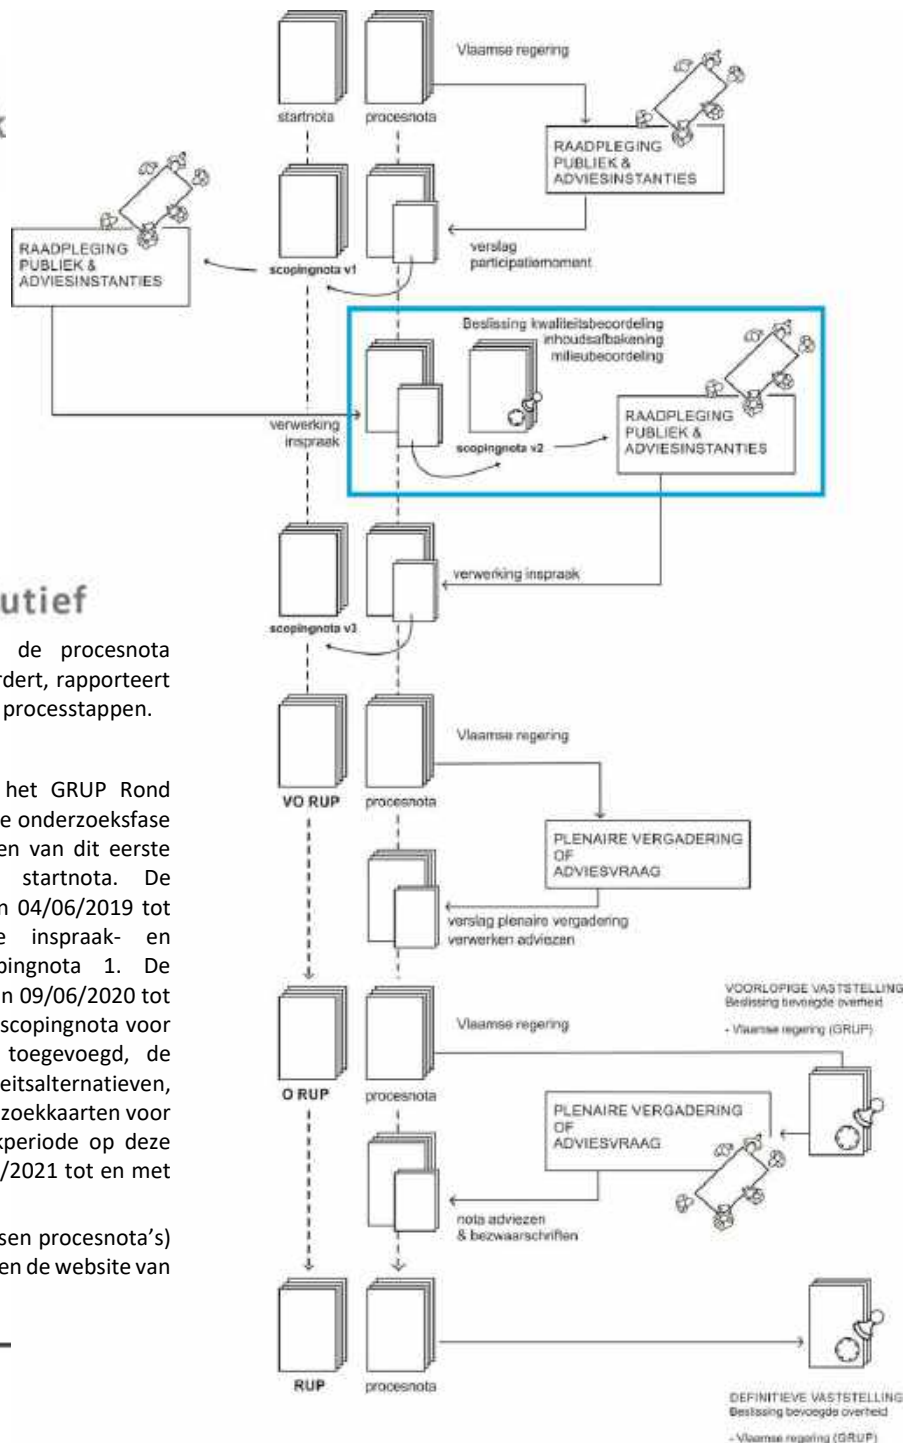 Vlaamse regering
startnota
procesnota
RAADPLEGING
PUBLIEK &
ADVIESINSTANTIES
verslag
participatiemoment
RAADPLEGING
PUBLIEK &
ADVIESINSTANTIES
scopingnota v1
Beslissing kwaliteitsbeoordeling
inhoudsafbakening
milieubeoordeling
RAADPLEGING
PUBLIEK &
ADVIESINSTANTIES
verwerking
inspraak
scopingnota v2
verwerking inspraak
scopingnota v3
utief
de procesnota
rdert, rapporteert
processtappen.
het GRUP Rond
e onderzoeksfase
en van dit eerste
startnota. De
n 04/06/2019 tot
e inspraak- en
pingnota 1. De
n 09/06/2020 tot
scopingnota voor
toegevoegd, de
eitsalternatieven,
zoekkaarten voor
kperiode op deze
/2021 tot en met
sen procesnota's)
en de website van
Vlaamse regering
VO RUP
procesnota
PLENAIRE VERGADERING
OF
ADVIESVRAAG
verslag plenaire vergadering
verwerken adviezen
VOORLOPIGE VASTSTELLING
Beslissing bevoegde overheid
- Vlaamse regering (GRUP)
Vlaamse regering
O RUP
procesnota
PLENAIRE VERGADERING
OF
ADVIESVRAAG
nota adviezen
& bezwaarschriften
RUP
procesnota
DEFINITIEVE VASTSTELLING
Beslissing bevoegde overheid
- Vlaamse regering (GRUP)